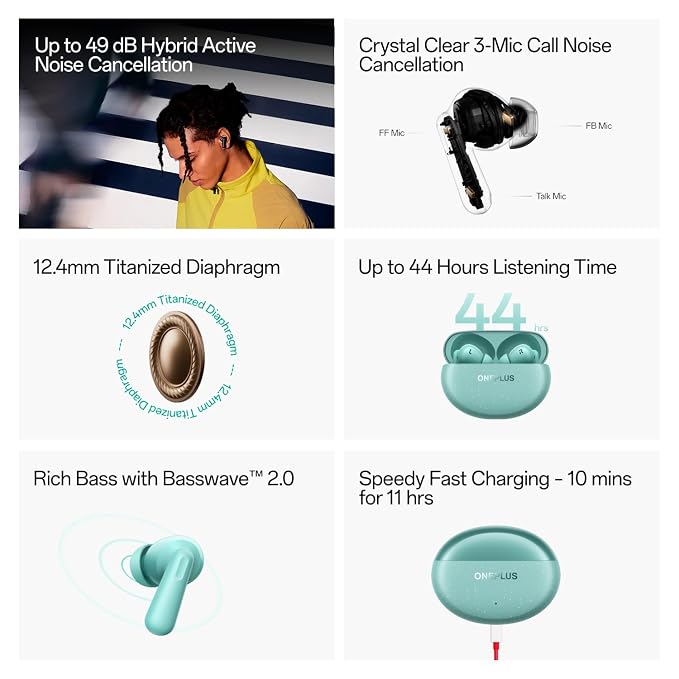 Up to 49 dB Hybrid Active
Noise Cancellation
Crystal Clear 3-Mic Call Noise
Cancellation
FF Mic
FB Mic
Talk Mic
12.4mm Titanized Diaphragm
12.4mm Titanized Diaphragm
12.4mm Titanized Diaphragm
Up to 44 Hours Listening Time
44 hrs
L
R
ONEPLUS
Rich Bass with Basswave™ 2.0
Speedy Fast Charging - 10 mins
for 11 hrs
ONEPLUS